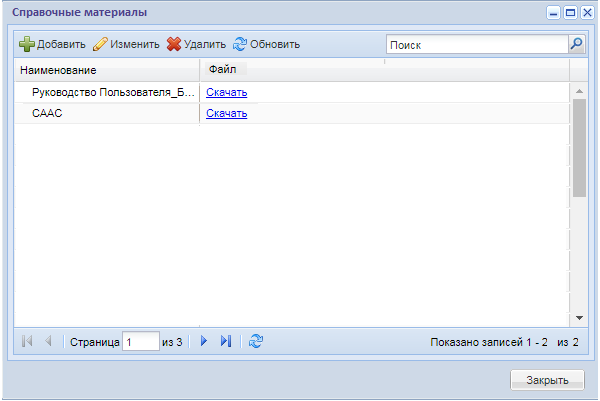 Справочные материалы
Добавить Изменить Удалить Обновить Поиск
Наименование Файл
Руководство Пользователя_Б... Скачать
СААС Скачать
Страница 1 из 3 Показано записей 1 - 2 из 2
Закрыть